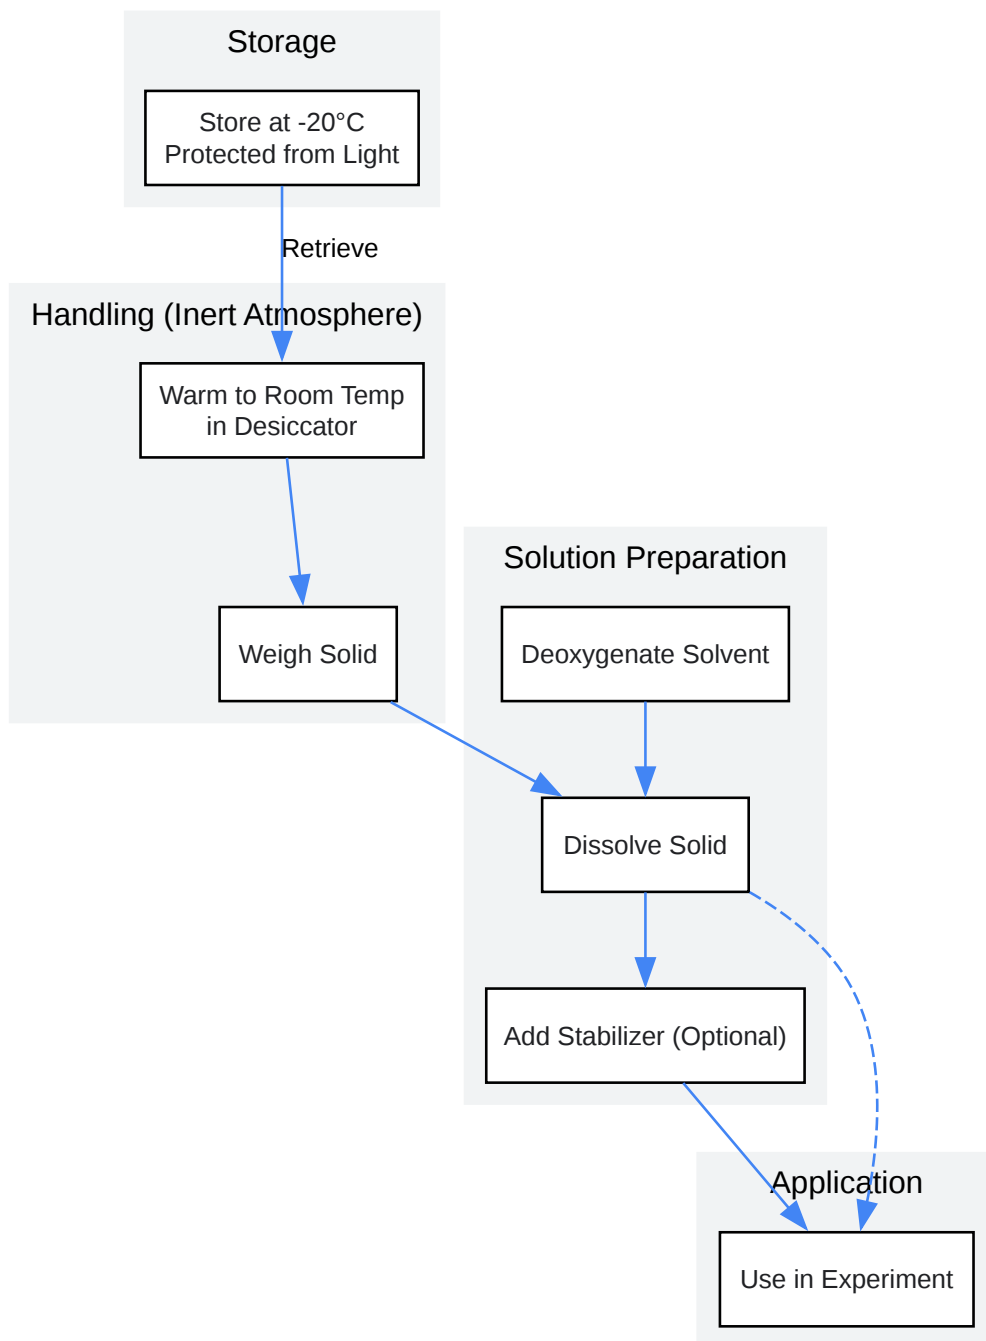 Storage
Store at -20°C
Protected from Light
Retrieve
Handling (Inert Atmosphere)
Warm to Room Temp
in Desiccator
Weigh Solid
Solution Preparation
Deoxygenate Solvent
Dissolve Solid
Add Stabilizer (Optional)
Application
Use in Experiment